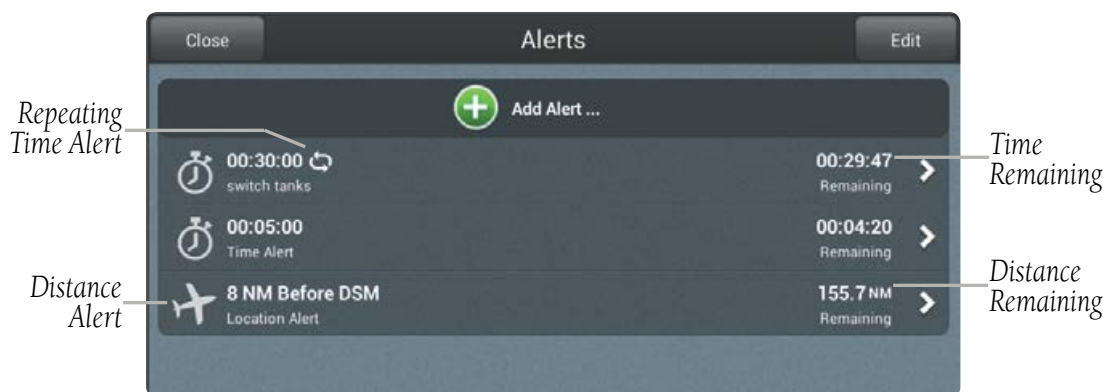 Close
Alerts
Edit
Add Alert ...
Repeating
Time Alert
00:30:00
switch tanks
00:29:47
Remaining
Time
Remaining
00:05:00
Time Alert
00:04:20
Remaining
Distance
Alert
8 NM Before DSM
Location Alert
155.7 NM
Remaining
Distance
Remaining